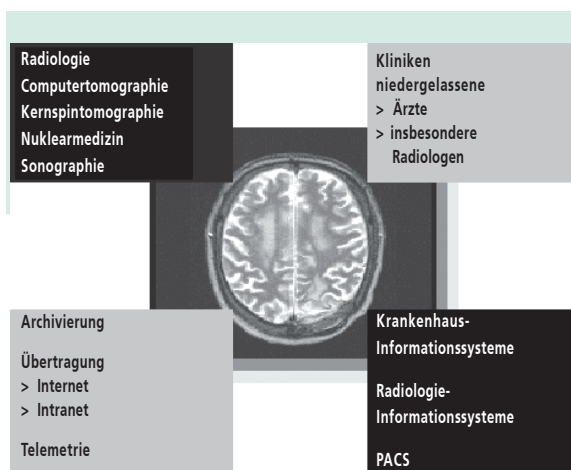 Radiologie
Computertomographie
Kernspintomographie
Nuklearmedizin
Sonographie
Kliniken
niedergelassene
> Ärzte
> insbesondere
Radiologen
Archivierung
Übertragung
> Internet
> Intranet
Telemetrie
Krankenhaus-
Informationssysteme
Radiologie-
Informationssysteme
PACS